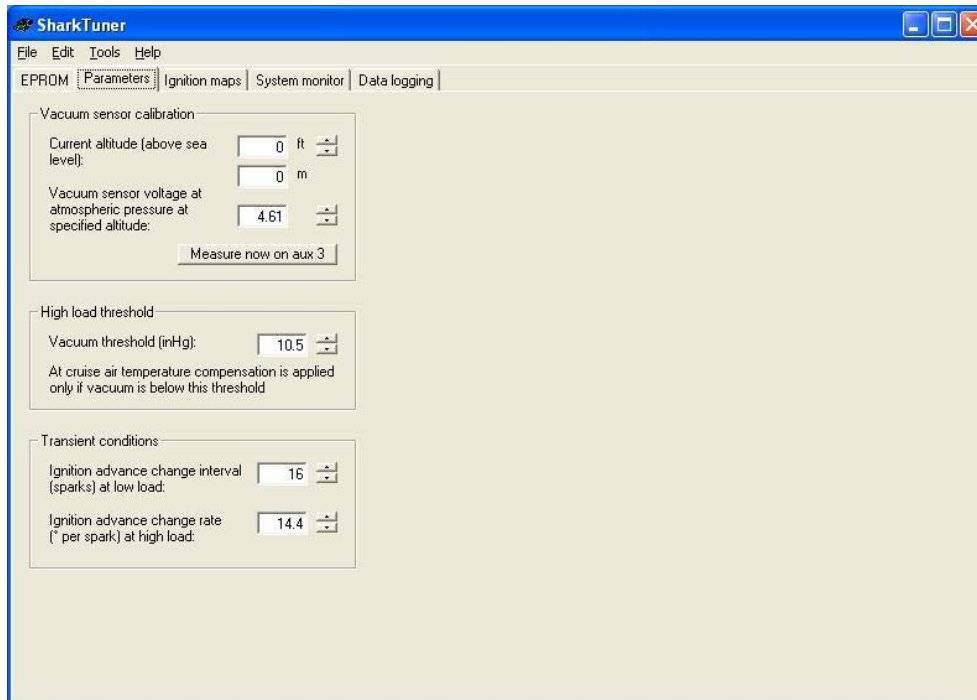 SharkTuner
File Edit Tools Help
EPROM Parameters Ignition maps System monitor Data logging
Vacuum sensor calibration
Current altitude (above sea
level):
0 ft
0 m
Vacuum sensor voltage at
atmospheric pressure at
specified altitude:
4.61
Measure now on aux 3
High load threshold
Vacuum threshold (inHg):
10.5
At cruise air temperature compensation is applied
only if vacuum is below this threshold
Transient conditions
Ignition advance change interval
(sparks) at low load:
16
Ignition advance change rate
(° per spark) at high load:
14.4